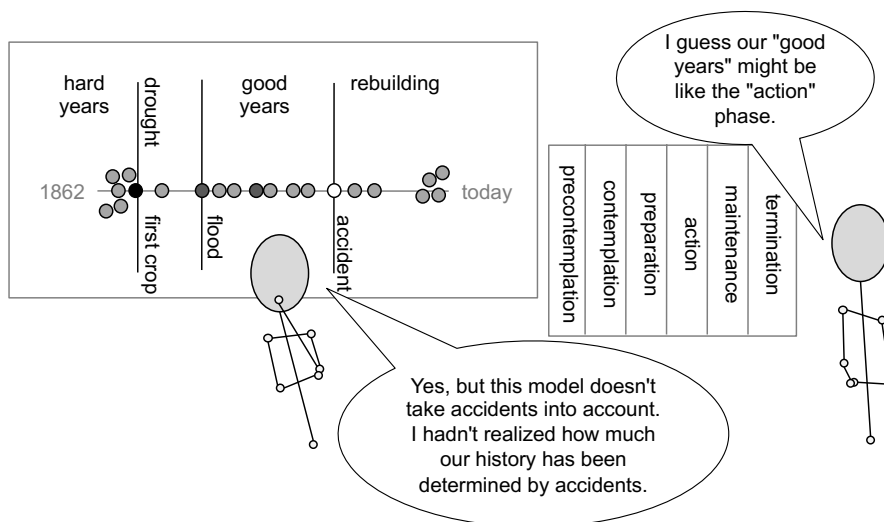 hard
years
drought
good
years
rebuilding
1862
today
first crop
flood
accident
I guess our "good
years" might be
like the "action"
phase.
precontemplation
contemplation
preparation
action
maintenance
termination
Yes, but this model doesn't
take accidents into account.
I hadn't realized how much
our history has been
determined by accidents.